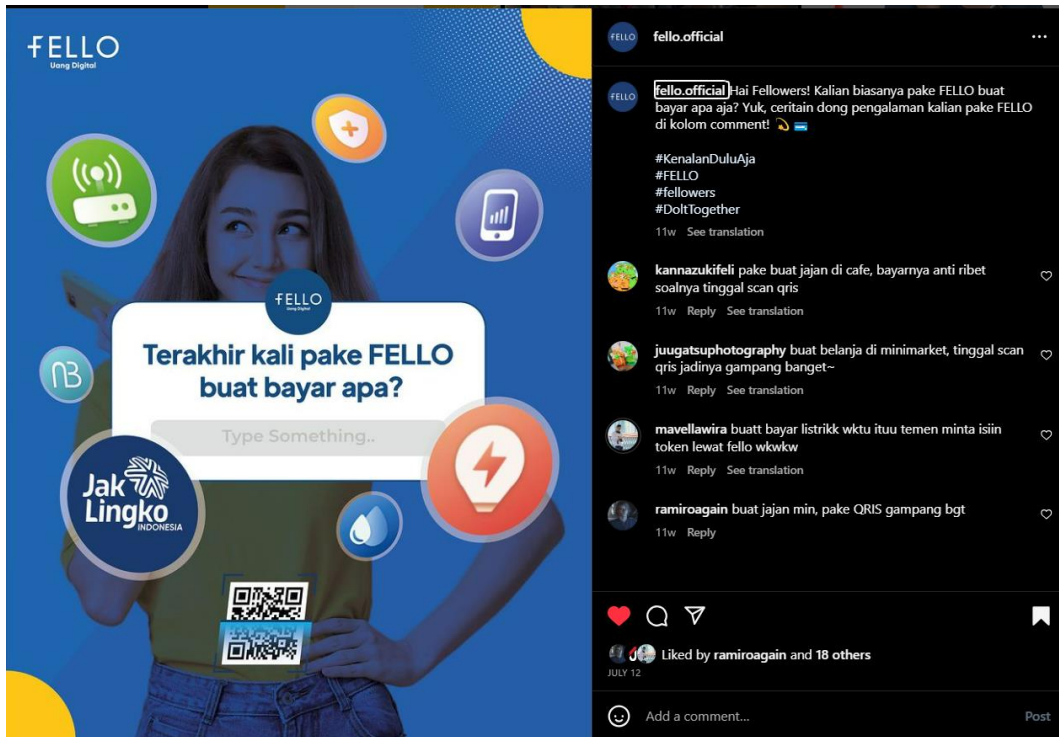 FELLO
Uang Digital
FELLO
Uang Digital
Terakhir kali pake FELLO
buat bayar apa?
Type Something..
Jak
Lingko
INDONESIA
FELLO
fello.official
FELLO
fello.official Hai Fellowers! Kalian biasanya pake FELLO buat
bayar apa aja? Yuk, ceritain dong pengalaman kalian pake FELLO
di kolom comment! 💫 💳
#KenalanDuluAja
#FELLO
#fellowers
#DoItTogether
11w See translation
kannazukifeli pake buat jajan di cafe, bayarnya anti ribet
soalnya tinggal scan qris
11w Reply See translation
juugatsuphotography buat belanja di minimarket, tinggal scan
qris jadinya gampang banget~
11w Reply See translation
mavellawira buatt bayar listrikk wktu ituu temen minta isiin
token lewat fello wkwkw
11w Reply See translation
ramiroagain buat jajan min, pake QRIS gampang bgt
11w Reply
Liked by ramiroagain and 18 others
JULY 12
Add a comment...
Post